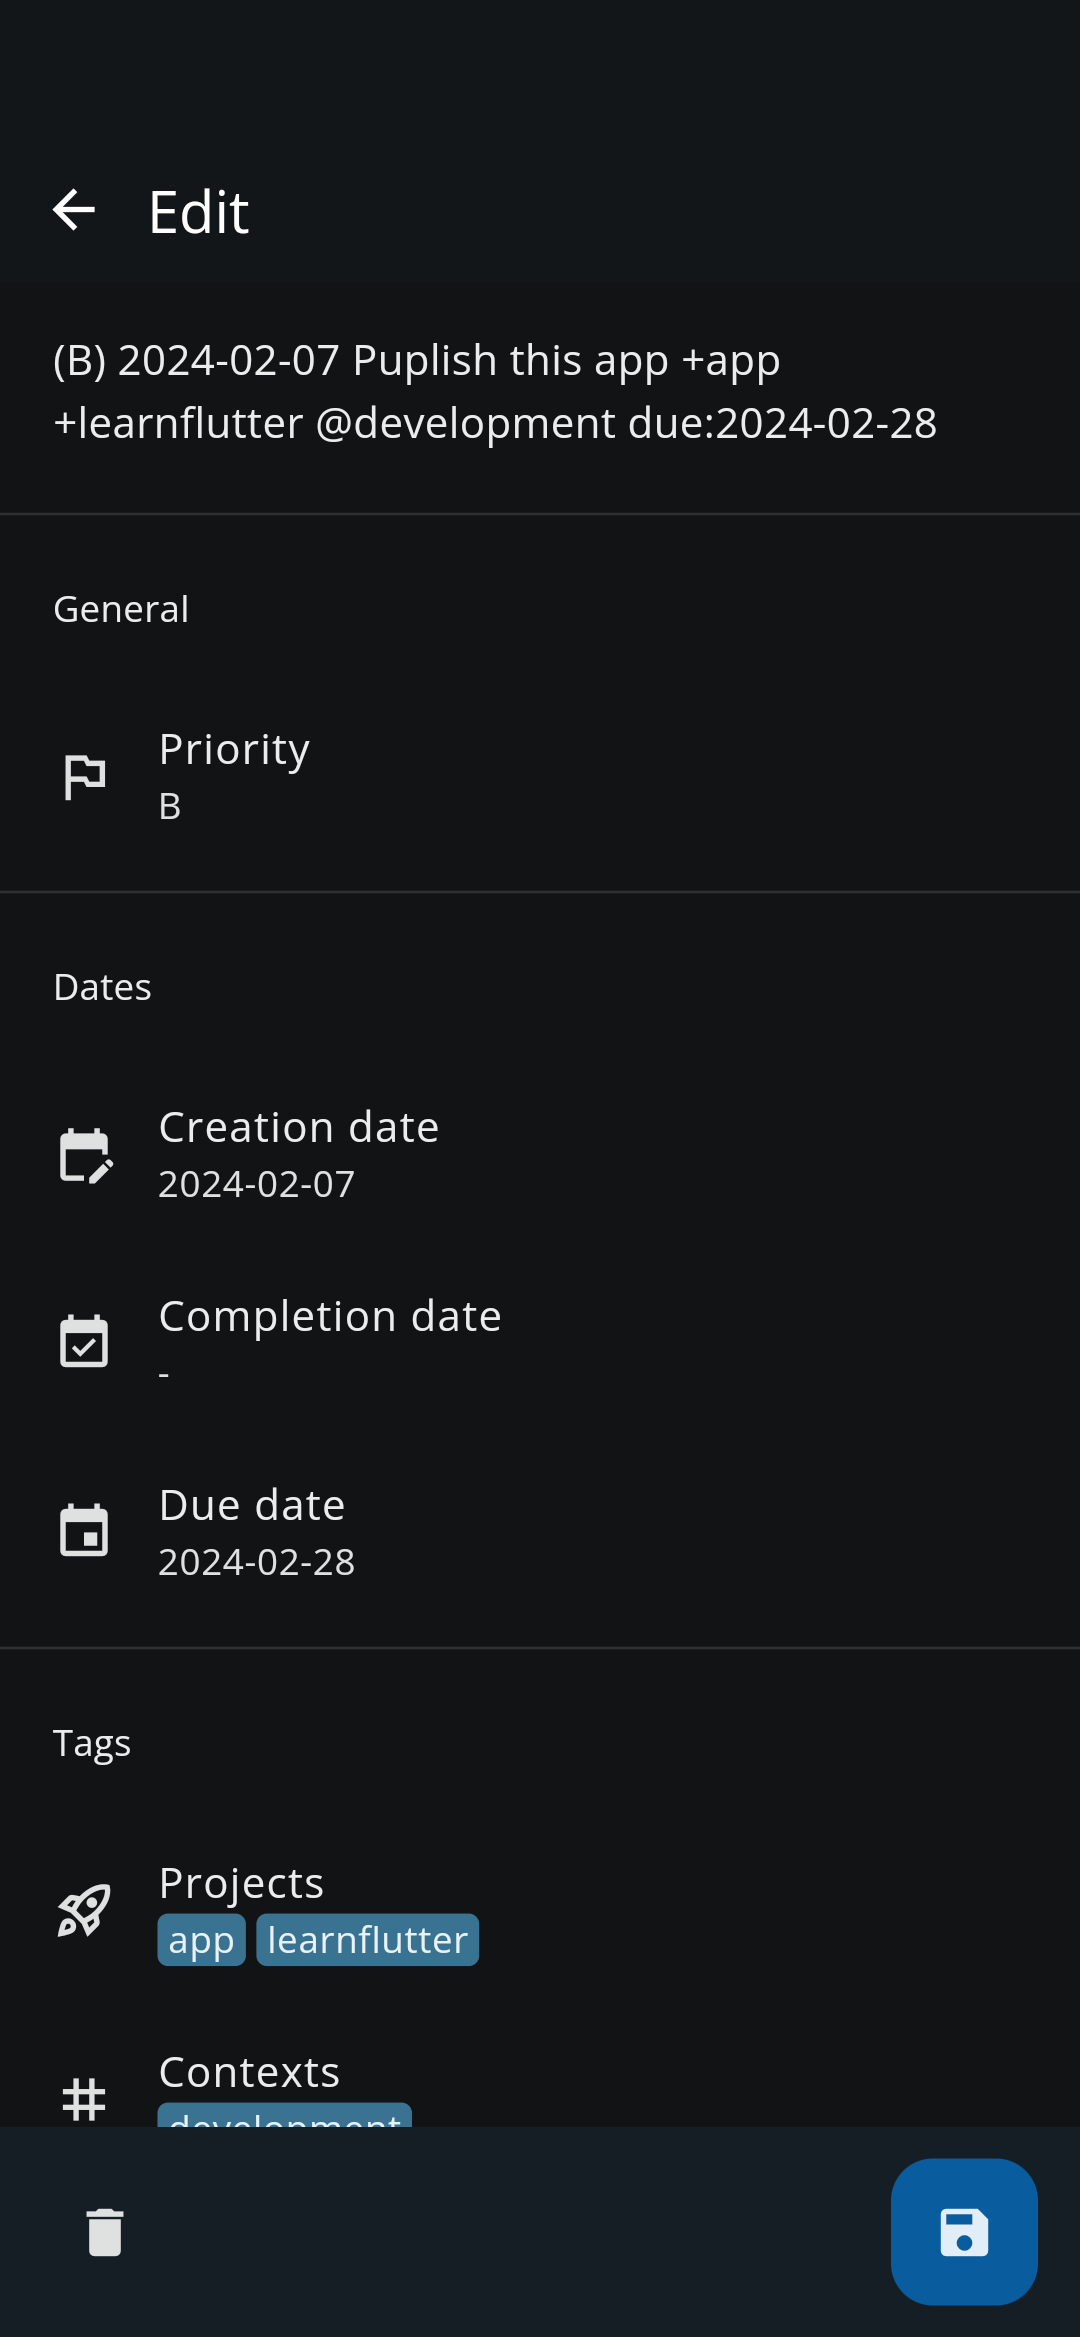 Edit
(B) 2024-02-07 Puplish this app +app
+learnflutter @development due:2024-02-28
General
Priority
B
Dates
Creation date
2024-02-07
Completion date
-
Due date
2024-02-28
Tags
Projects
app learnflutter
Contexts
development